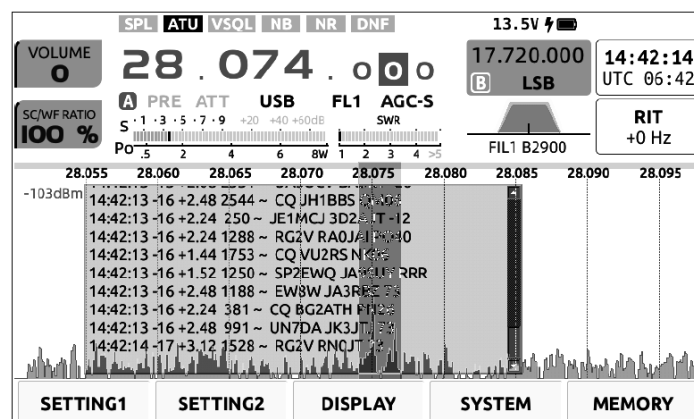 SPL ATU VSQL NB NR DNF 13.5V
VOLUME
0
28.074.000
17.720.000
B LSB
14:42:14
UTC 06:42
SC/WF RATIO
100 %
A PRE ATT USB FL1 AGC-S
S ·1 ·3 ·5 ·7 ·9 +20 +40 +60dB SWR
Po .5 2 4 6 8W 1 2 3 4 >5
FIL1 B2900
RIT
+0 Hz
28.055 28.060 28.065 28.070 28.075 28.080 28.085 28.090 28.095
-103dBm
14:42:13 -16 +2.48 2544 ~ CQ JH1BBS
14:42:13 -16 +2.24 250 ~ JE1MCJ -12
14:42:13 -16 +2.24 1288 ~ RG2V
14:42:13 -16 +1.44 1753 ~ CQ VU2RS
14:42:13 -16 +1.52 1250 ~ SP2EWQ RRR
14:42:13 -16 +2.48 1188 ~ EW8W
14:42:13 -16 +2.24 381 ~ CQ BG2ATH
14:42:13 -16 +2.48 991 ~ UN7DA
14:42:14 -17 +3.12 1528 ~ RG2V
SETTING1 SETTING2 DISPLAY SYSTEM MEMORY